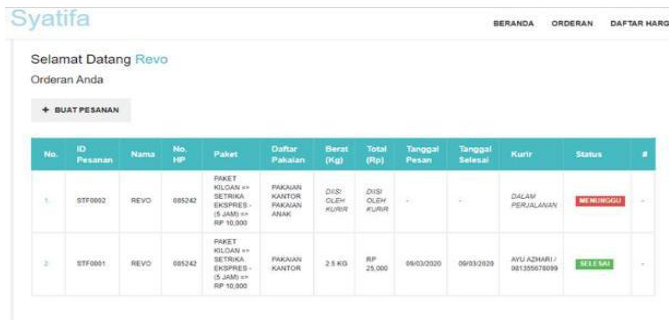 Syatifa
BERANDA ORDERAN DAFTAR HARG
Selamat Datang Revo
Orderan Anda
+ BUAT PESANAN
No. ID Pesanan Nama No. HP Paket Daftar Pakaian Berat (Kg) Total (Rp) Tanggal Pesan Tanggal Selesai Kurir Status #
1. STF0002 REVO 085242 PAKET KILOAN => SETRIKA EKSPRES - (5 JAM) => RP 10,000 PAKAIAN KANTOR PAKAIAN ANAK DIISI OLEH KURIR DIISI OLEH KURIR - - DALAM PERJALANAN MENUNGGU -
2. STF0001 REVO 085242 PAKET KILOAN => SETRIKA EKSPRES - (5 JAM) => RP 10,000 PAKAIAN KANTOR 2.5 KG RP 25,000 09/03/2020 09/03/2020 AYU AZHARI / 081355678099 SELESAI -